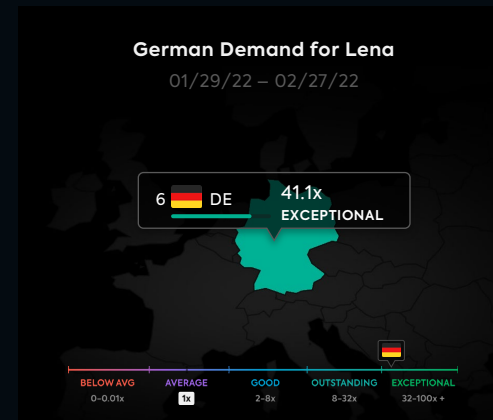 German Demand for Lena
01/29/22 – 02/27/22
6 DE 41.1x
EXCEPTIONAL
BELOW AVG AVERAGE GOOD OUTSTANDING EXCEPTIONAL
0-0.01x 1x 2-8x 8-32x 32-100x +